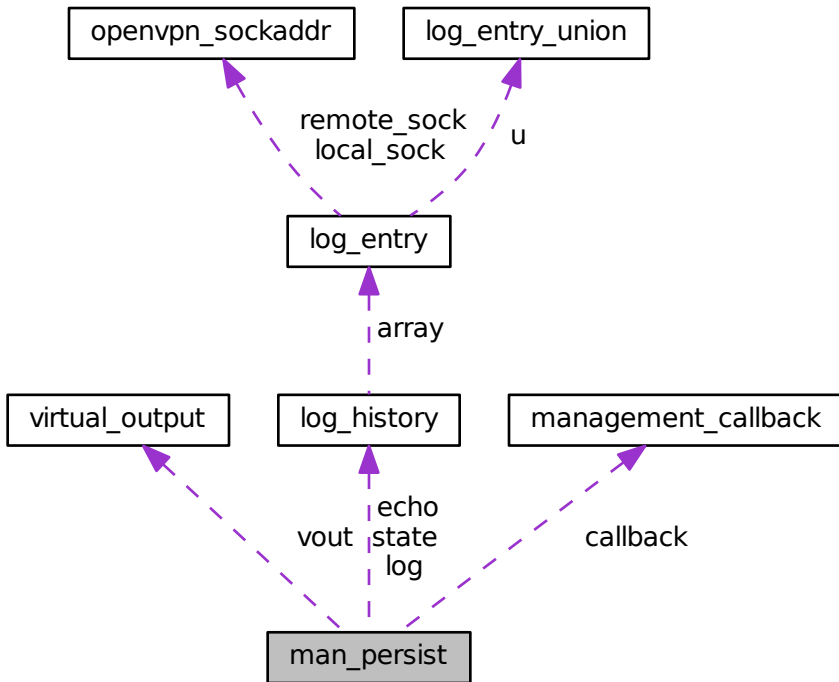 openvpn_sockaddr
log_entry_union
remote_sock
local_sock
u
log_entry
array
virtual_output
log_history
management_callback
echo
state
log
vout
callback
man_persist